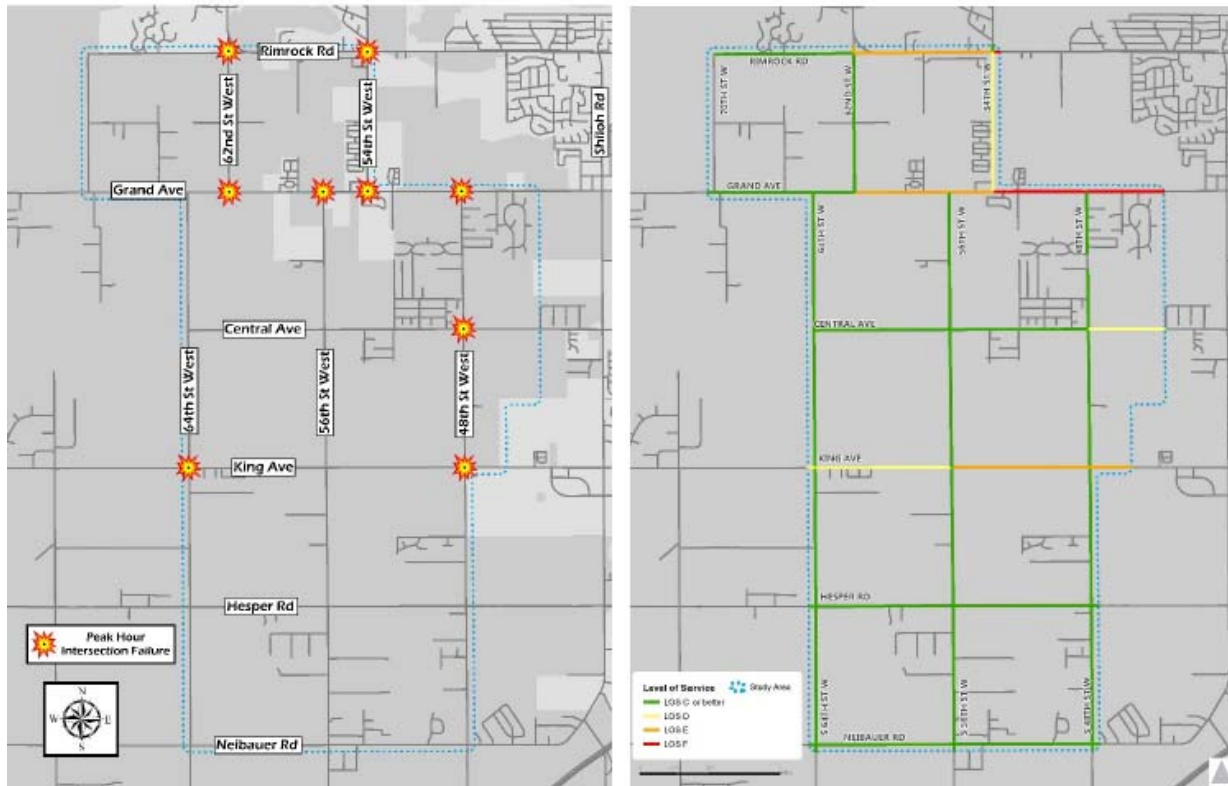 Rimrock Rd
62nd St West
54th St West
Shiloh Rd
Grand Ave
Central Ave
64th St West
56th St West
48th St West
King Ave
Hesper Rd
Peak Hour
Intersection Failure
N
W E
S
Neibauer Rd
RIMROCK RD
70TH ST W
62ND ST W
54TH ST W
GRAND AVE
64TH ST W
56TH ST W
48TH ST W
CENTRAL AVE
KING AVE
HESPER RD
Level of Service Study Area
LOS C or better
LOS D
LOS E
LOS F
S 64TH ST W
S 56TH ST W
S 48TH ST W
NEIBAUER RD